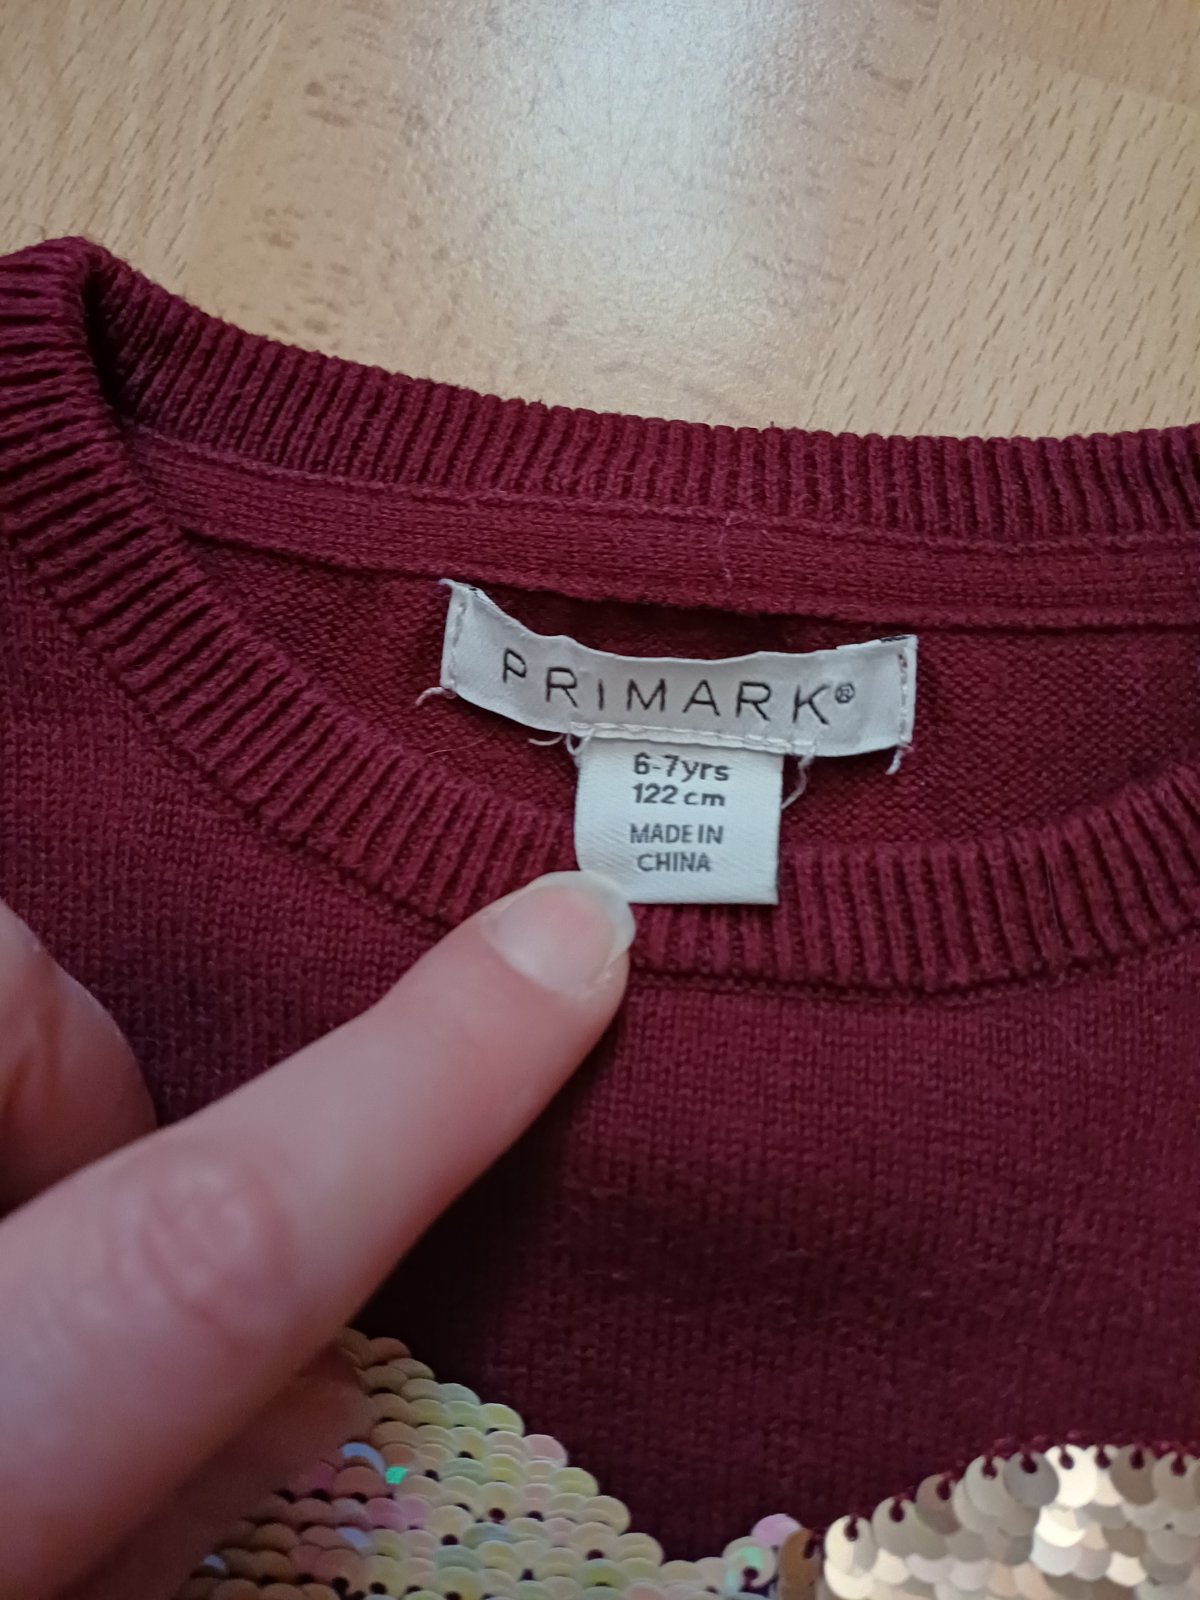 PRIMARK®
6-7yrs
122 cm
MADE IN
CHINA